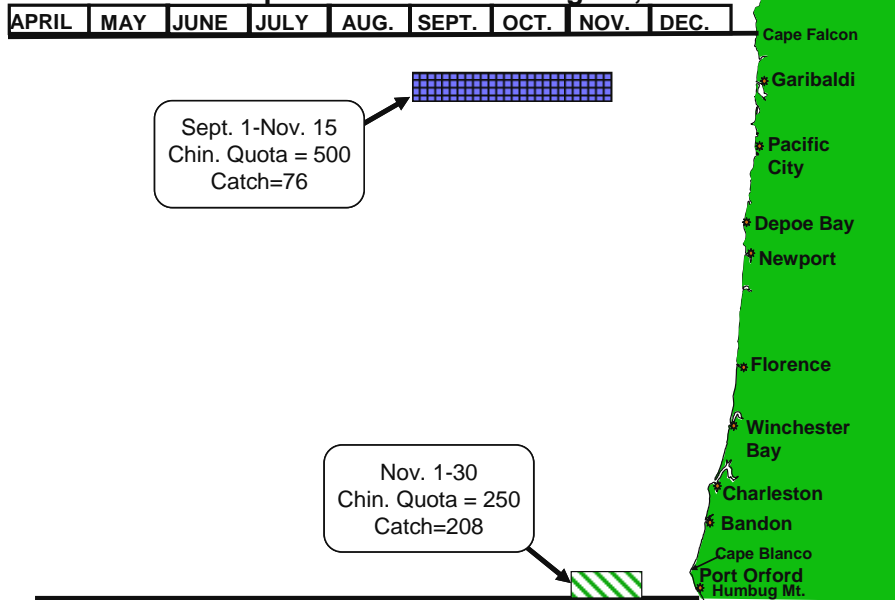 APRIL MAY JUNE JULY AUG. SEPT. OCT. NOV. DEC.
Cape Falcon
Garibaldi
Sept. 1-Nov. 15
Chin. Quota = 500
Catch=76
Pacific
City
Depoe Bay
Newport
Florence
Winchester
Bay
Nov. 1-30
Chin. Quota = 250
Catch=208
Charleston
Bandon
Cape Blanco
Port Orford
Humbug Mt.